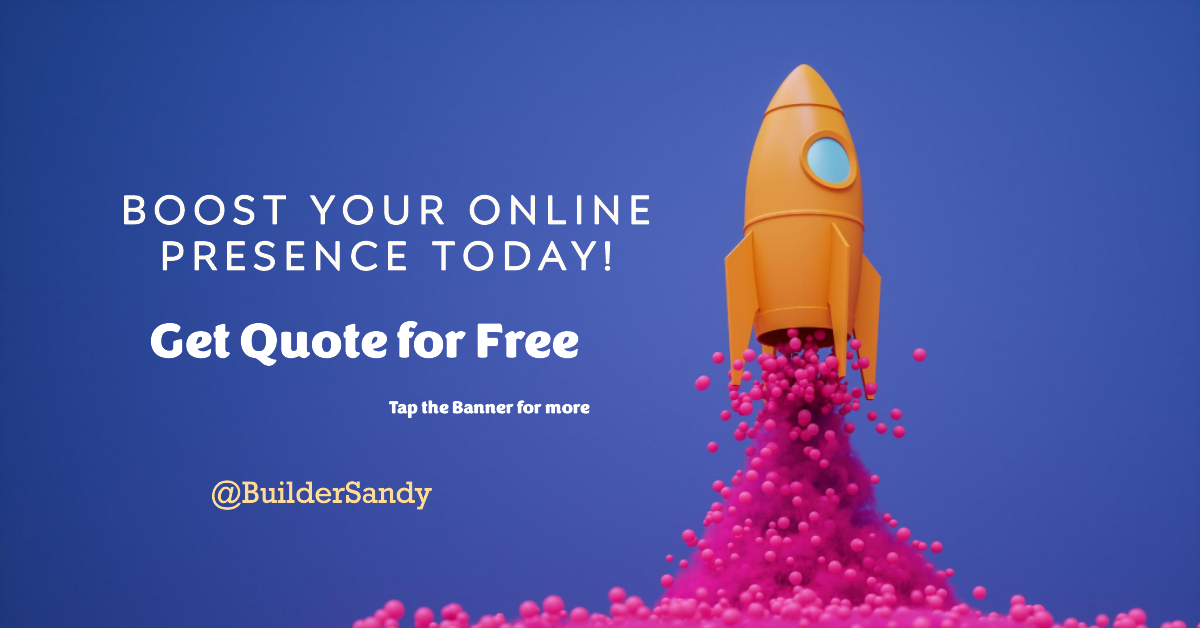 BOOST YOUR ONLINE
PRESENCE TODAY!
Get Quote for Free
Tap the Banner for more
@BuilderSandy